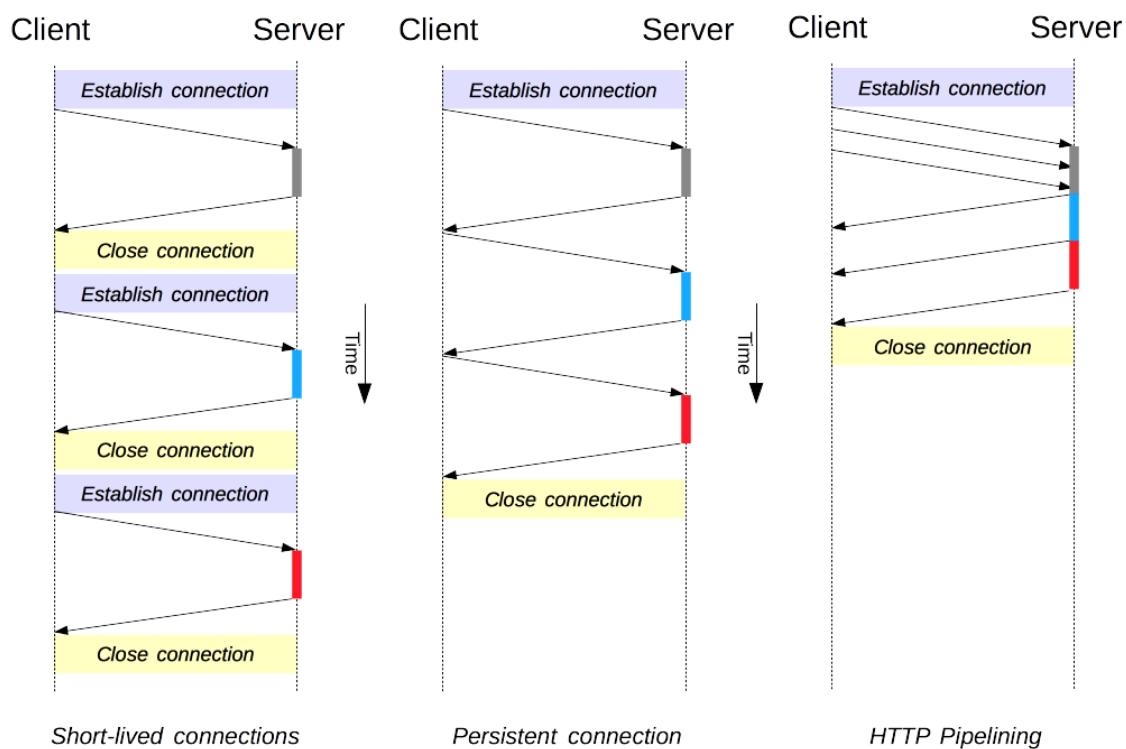 Client Server Client Server Client Server
Establish connection Establish connection Establish connection
Close connection
Establish connection
Time Time
Close connection
Close connection
Establish connection
Close connection
Close connection
Short-lived connections Persistent connection HTTP Pipelining